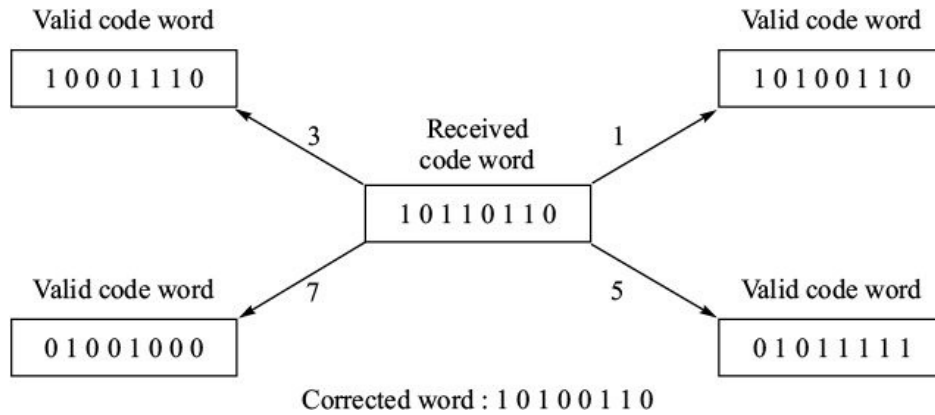 Valid code word
1 0 0 0 1 1 1 0
Valid code word
1 0 1 0 0 1 1 0
3
Received
code word
1
1 0 1 1 0 1 1 0
7
5
Valid code word
0 1 0 0 1 0 0 0
Valid code word
0 1 0 1 1 1 1 1
Corrected word : 1 0 1 0 0 1 1 0